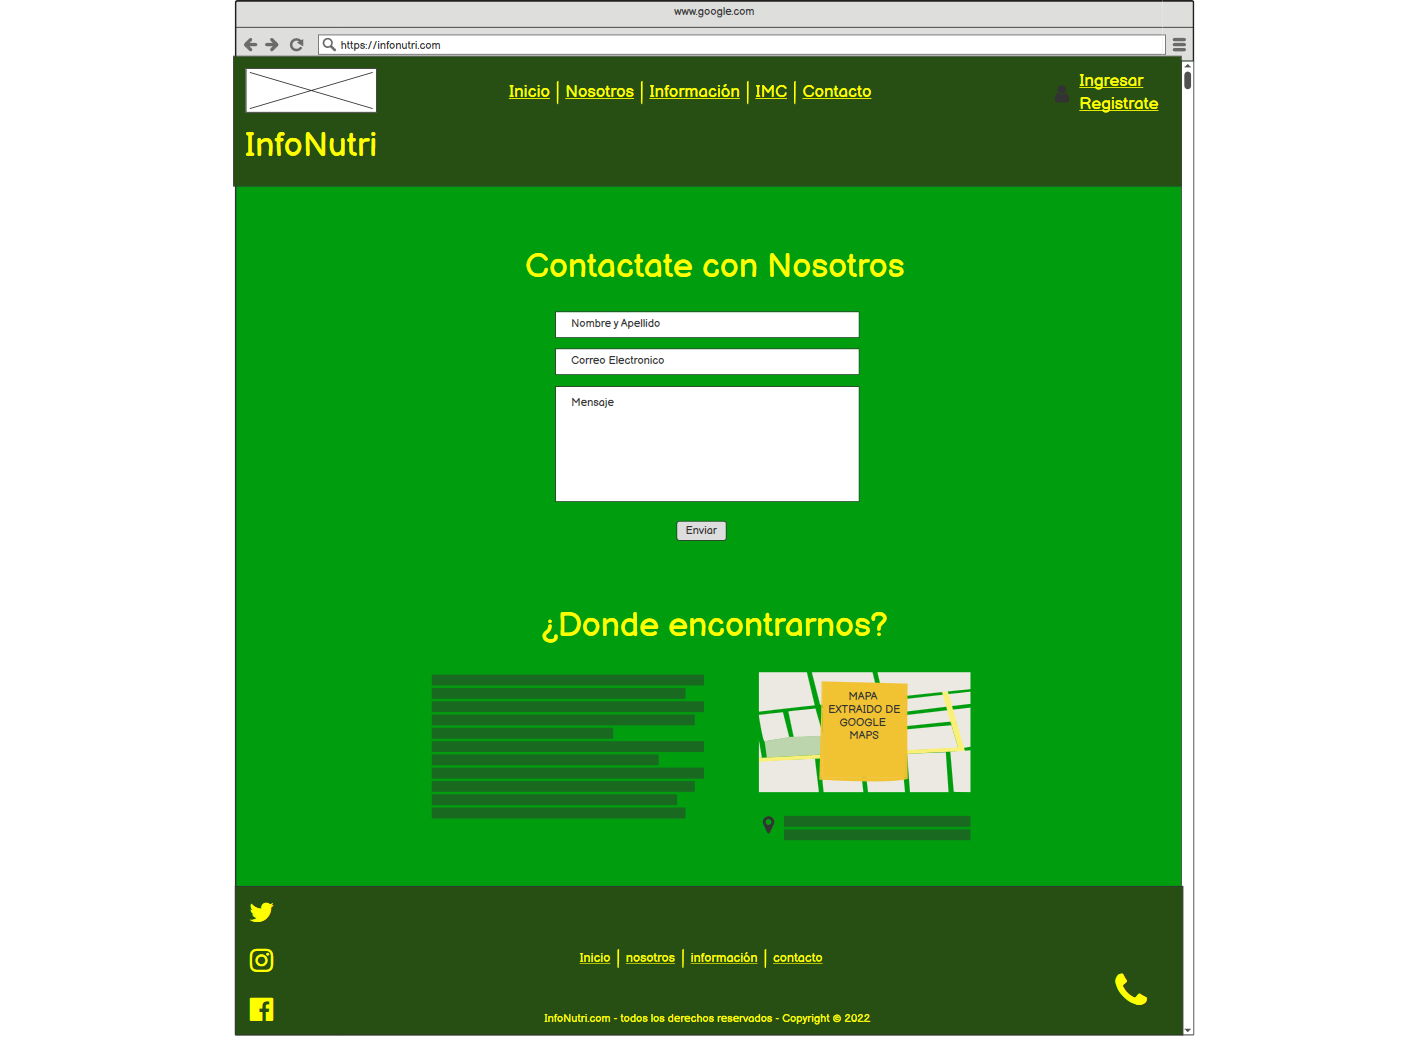 www.google.com
https://infonutri.com
Inicio | Nosotros | Información | IMC | Contacto
Ingresar
Registrate
InfoNutri
Contactate con Nosotros
Nombre y Apellido
Correo Electronico
Mensaje
Enviar
¿Donde encontrarnos?
MAPA
EXTRAIDO DE
GOOGLE
MAPS
Inicio | nosotros | información | contacto
InfoNutri.com - todos los derechos reservados - Copyright © 2022